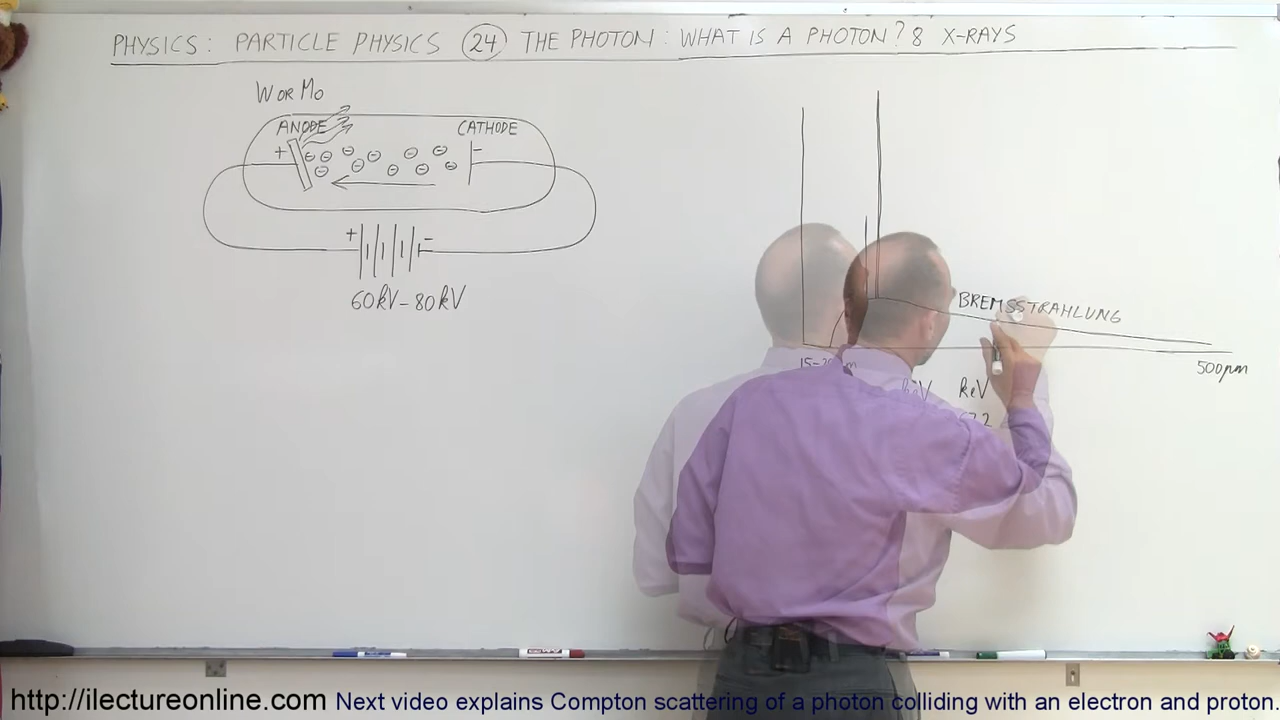 PHYSICS: PARTICLE PHYSICS 24 THE PHOTON: WHAT IS A PHOTON? 8 X-RAYS
W OR MO
ANODE
CATHODE
+ -
+ -
60kV-80kV
BREMSSTRAHLUNG
500pm
keV keV
http://ilectureonline.com Next video explains Compton scattering of a photon colliding with an electron and proton.